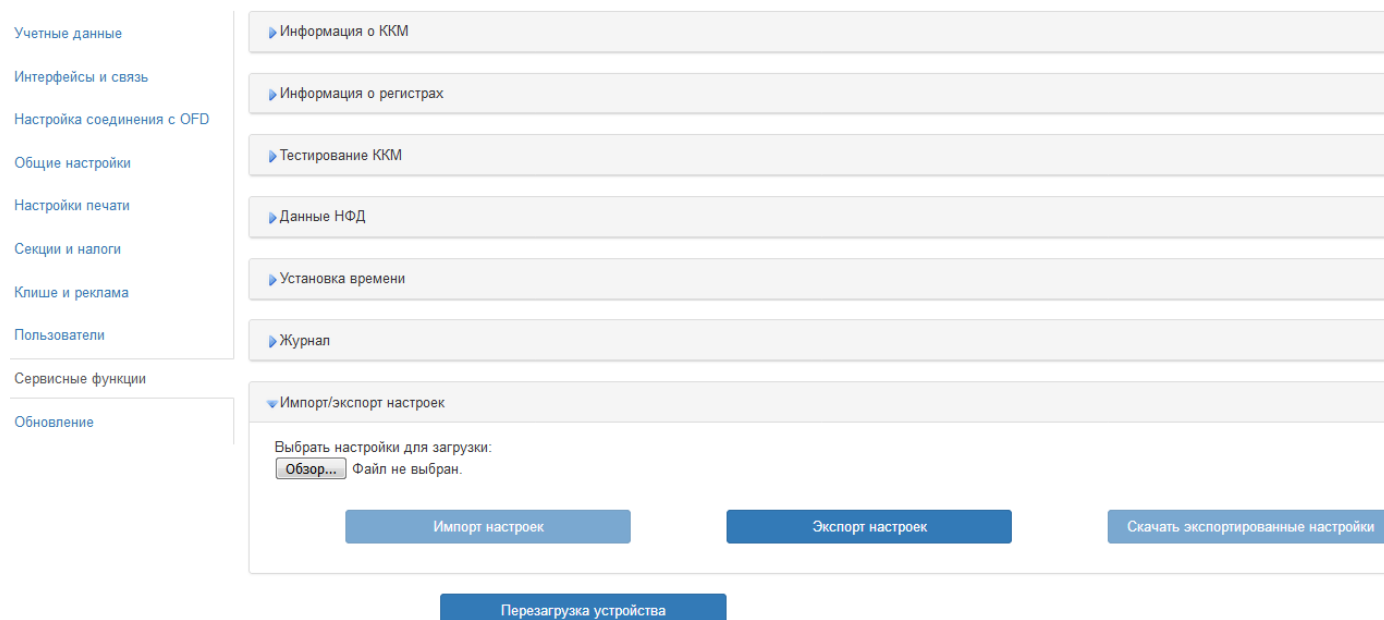 Учетные данные
Интерфейсы и связь
Настройка соединения с OFD
Общие настройки
Настройки печати
Секции и налоги
Клише и реклама
Пользователи
Сервисные функции
Обновление
Информация о ККМ
Информация о регистрах
Тестирование ККМ
Данные НФД
Установка времени
Журнал
Импорт/экспорт настроек
Выбрать настройки для загрузки:
Обзор... Файл не выбран.
Импорт настроек Экспорт настроек Скачать экспортированные настройки
Перезагрузка устройства